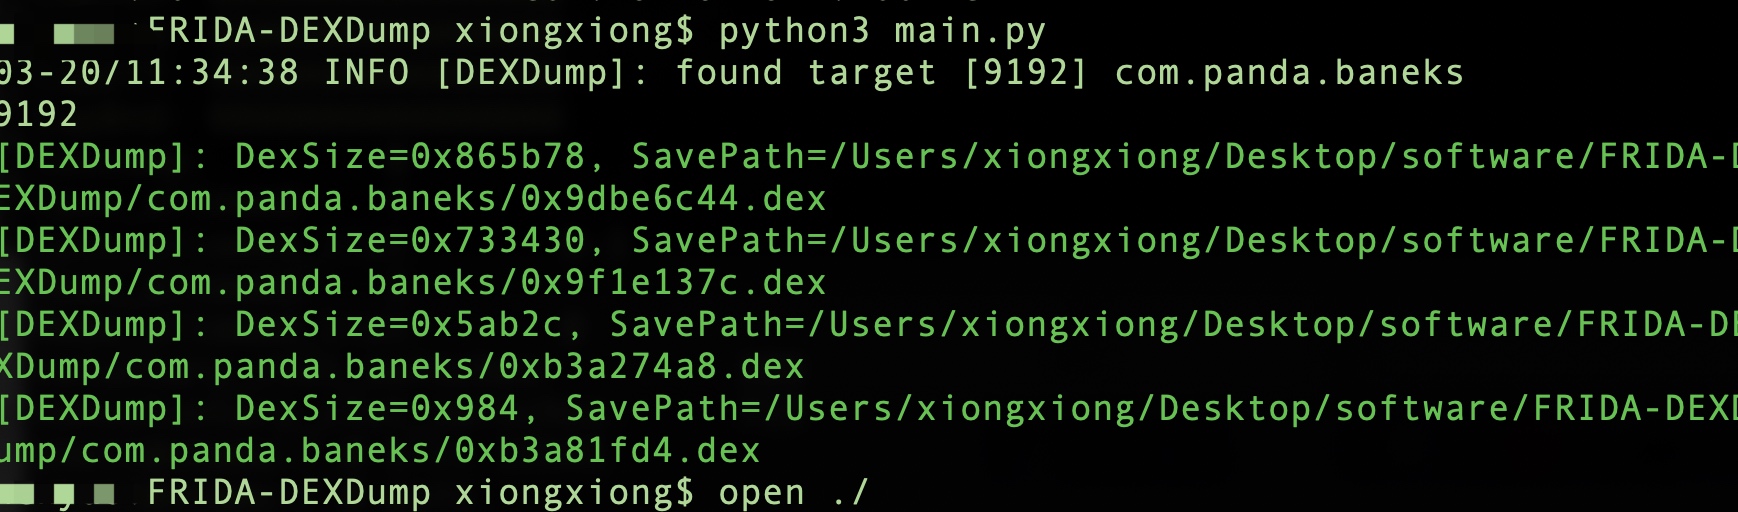 FRIDA-DEXDump xiongxiong$ python3 main.py
03-20/11:34:38 INFO [DEXDump]: found target [9192] com.panda.baneks
9192
[DEXDump]: DexSize=0x865b78, SavePath=/Users/xiongxiong/Desktop/software/FRIDA-D
EXDump/com.panda.baneks/0x9dbe6c44.dex
[DEXDump]: DexSize=0x733430, SavePath=/Users/xiongxiong/Desktop/software/FRIDA-D
EXDump/com.panda.baneks/0x9f1e137c.dex
[DEXDump]: DexSize=0x5ab2c, SavePath=/Users/xiongxiong/Desktop/software/FRIDA-DE
XDump/com.panda.baneks/0xb3a274a8.dex
[DEXDump]: DexSize=0x984, SavePath=/Users/xiongxiong/Desktop/software/FRIDA-DEXD
ump/com.panda.baneks/0xb3a81fd4.dex
FRIDA-DEXDump xiongxiong$ open ./